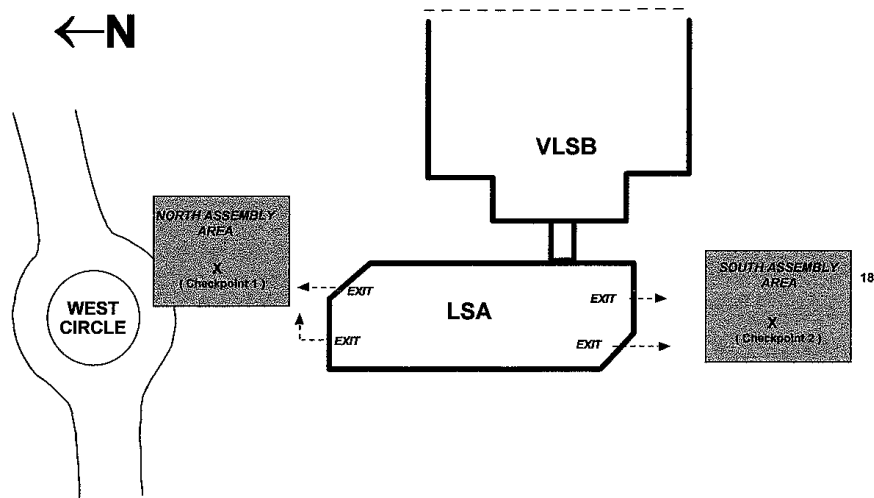 ←N
VLSB
NORTH ASSEMBLY
AREA
X
( Checkpoint 1 )
WEST
CIRCLE
EXIT
EXIT
LSA
EXIT
EXIT
SOUTH ASSEMBLY
AREA
X
( Checkpoint 2 )
18